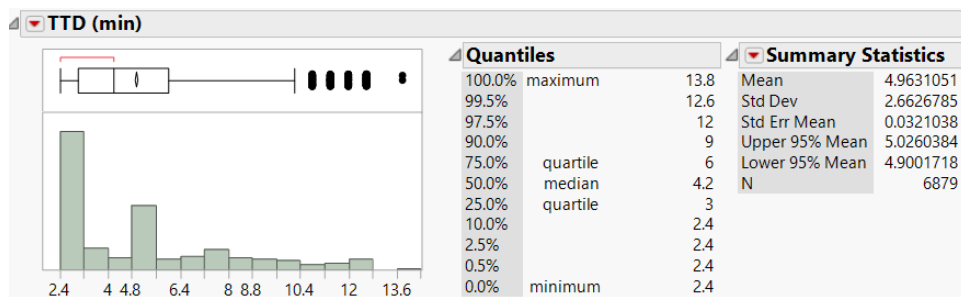 TTD (min)
Quantiles
100.0% maximum 13.8
99.5% 12.6
97.5% 12
90.0% 9
75.0% quartile 6
50.0% median 4.2
25.0% quartile 3
10.0% 2.4
2.5% 2.4
0.5% 2.4
0.0% minimum 2.4
Summary Statistics
Mean 4.9631051
Std Dev 2.6626785
Std Err Mean 0.0321038
Upper 95% Mean 5.0260384
Lower 95% Mean 4.9001718
N 6879
2.4 4 4.8 6.4 8 8.8 10.4 12 13.6